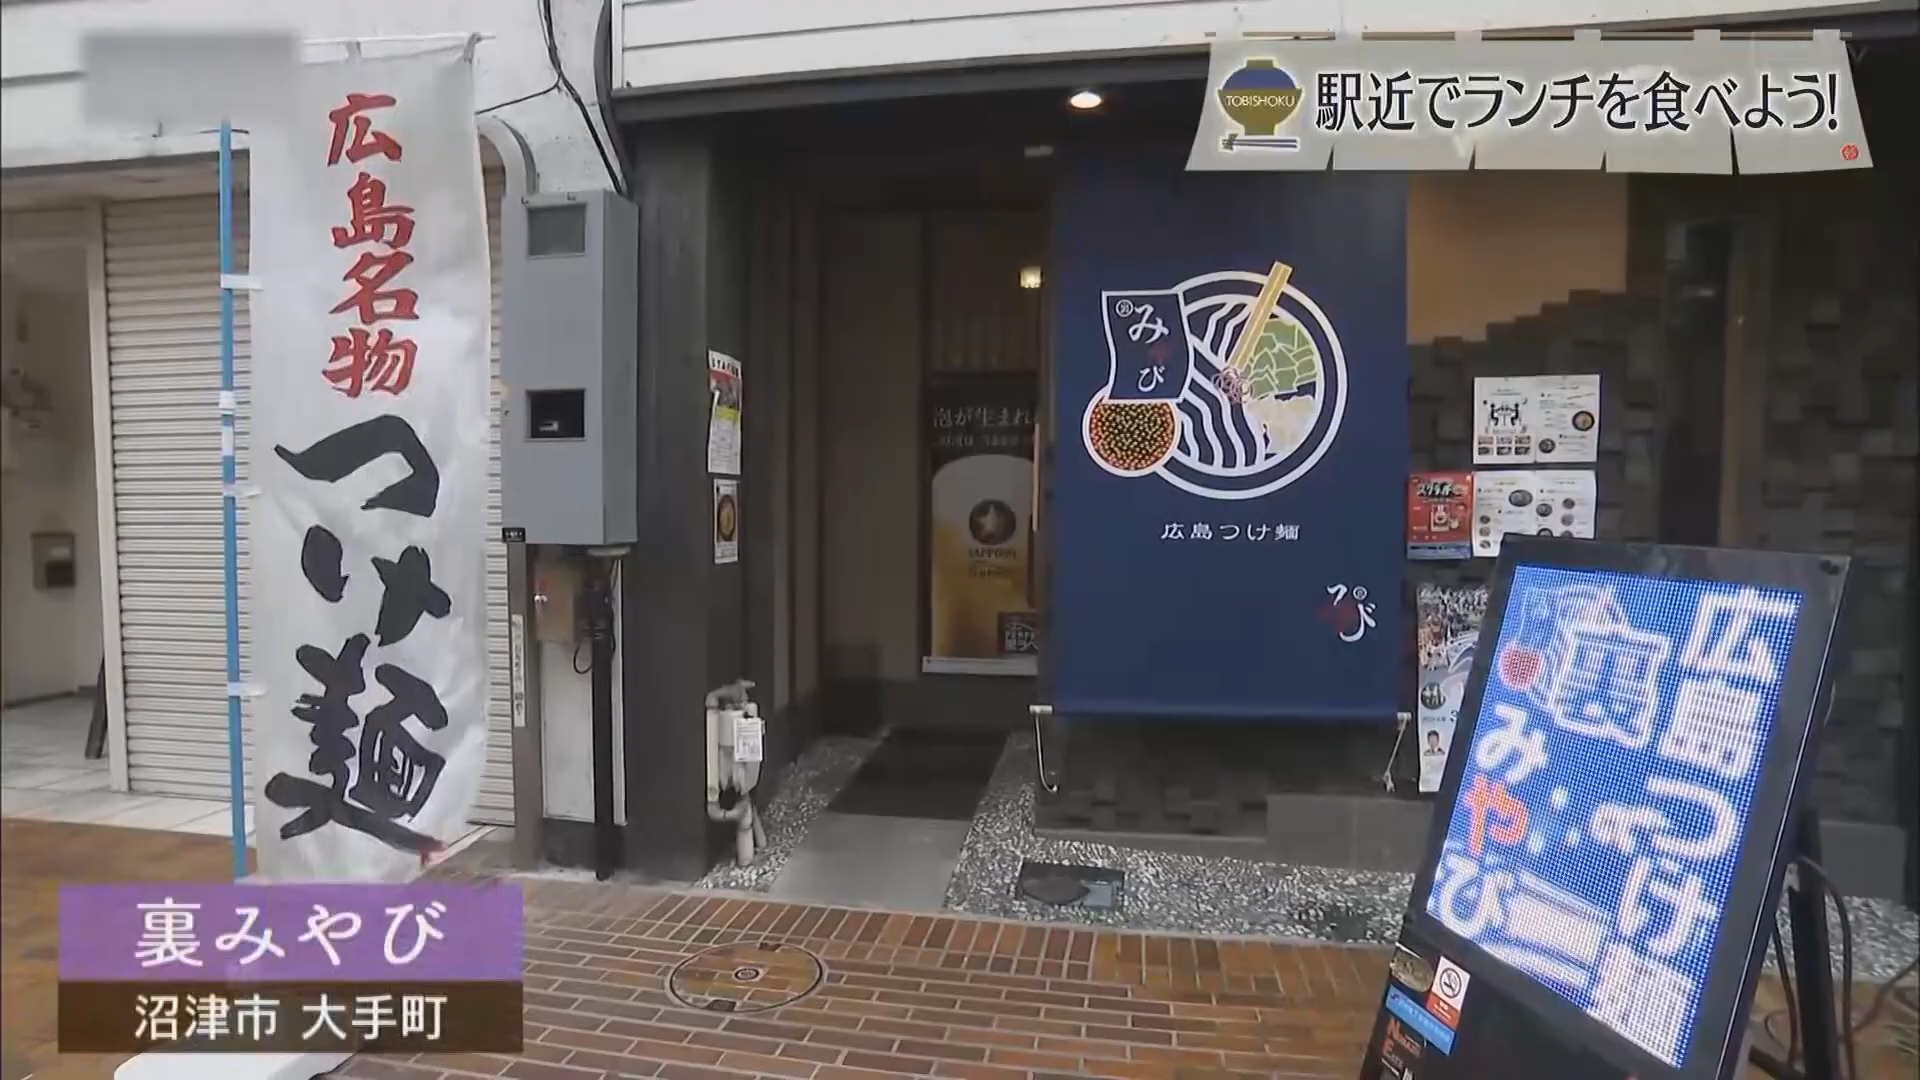 広島名物
つけ麺
TOBISHOKU
駅近でランチを食べよう!
泡が生まれ
SAPPORO
裏
みやび
広島つけ麺
広島つけ麺
裏
みやび
裏みやび
沼津市 大手町